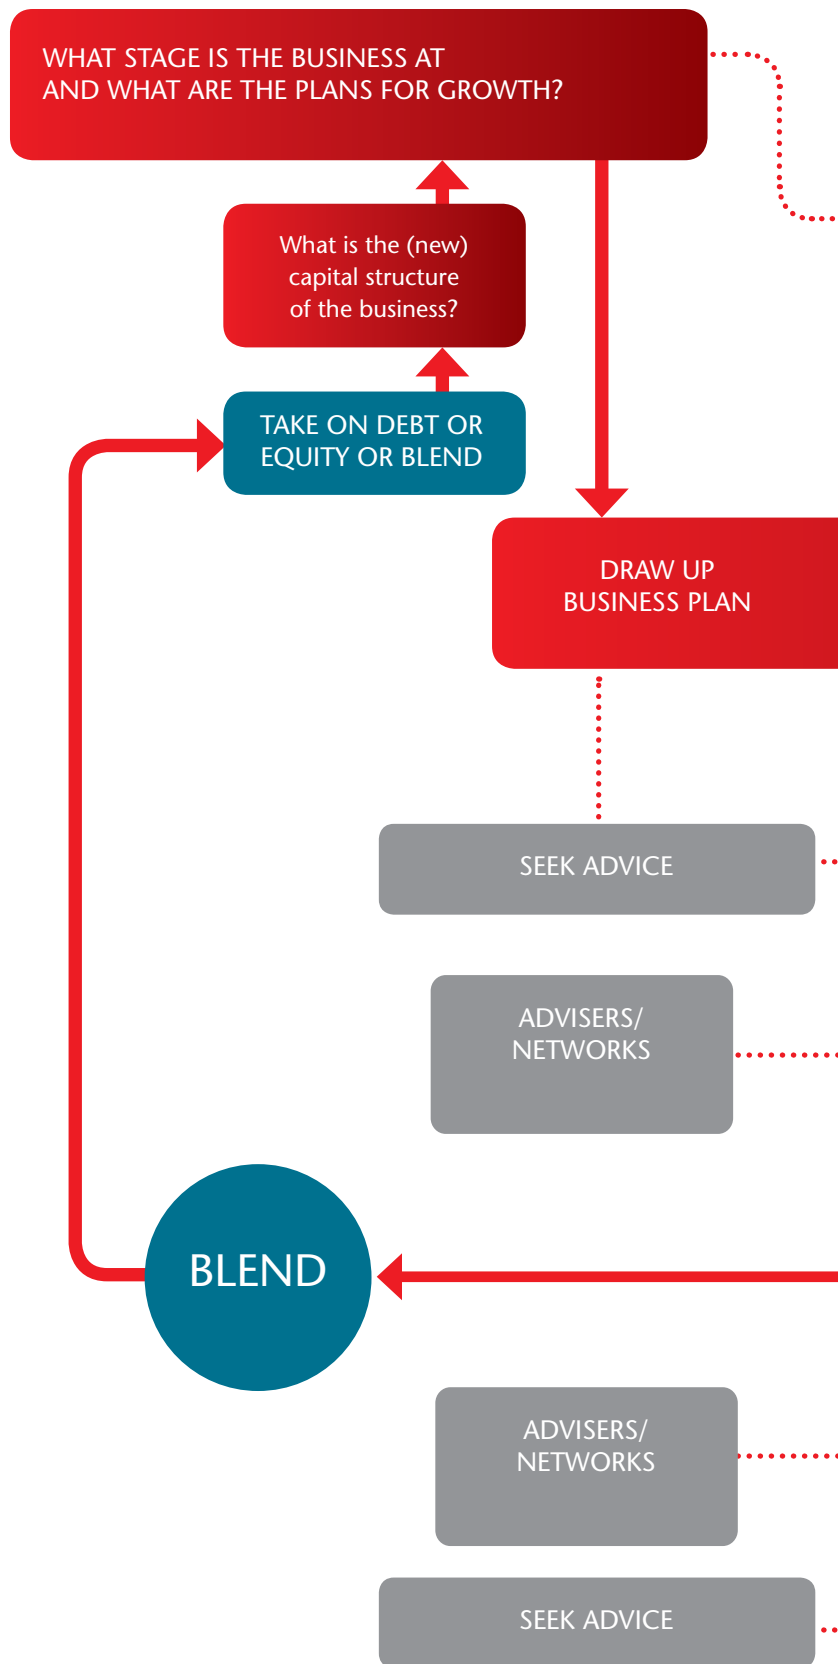 WHAT STAGE IS THE BUSINESS AT
AND WHAT ARE THE PLANS FOR GROWTH?
What is the (new)
capital structure
of the business?
TAKE ON DEBT OR
EQUITY OR BLEND
DRAW UP
BUSINESS PLAN
SEEK ADVICE
ADVISERS/
NETWORKS
BLEND
ADVISERS/
NETWORKS
SEEK ADVICE